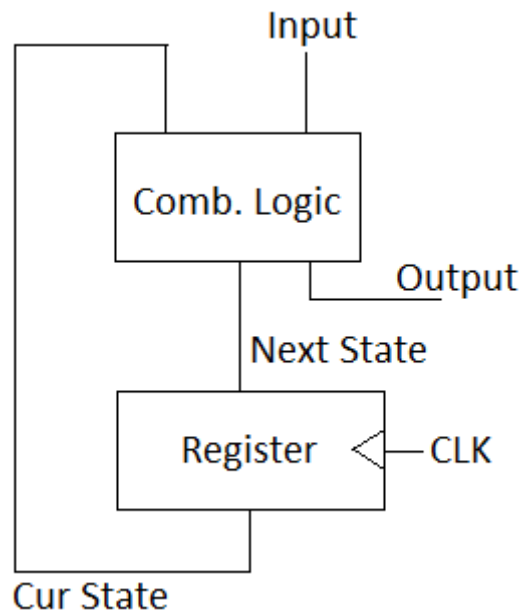 Input
Comb. Logic
Output
Next State
Register
CLK
Cur State